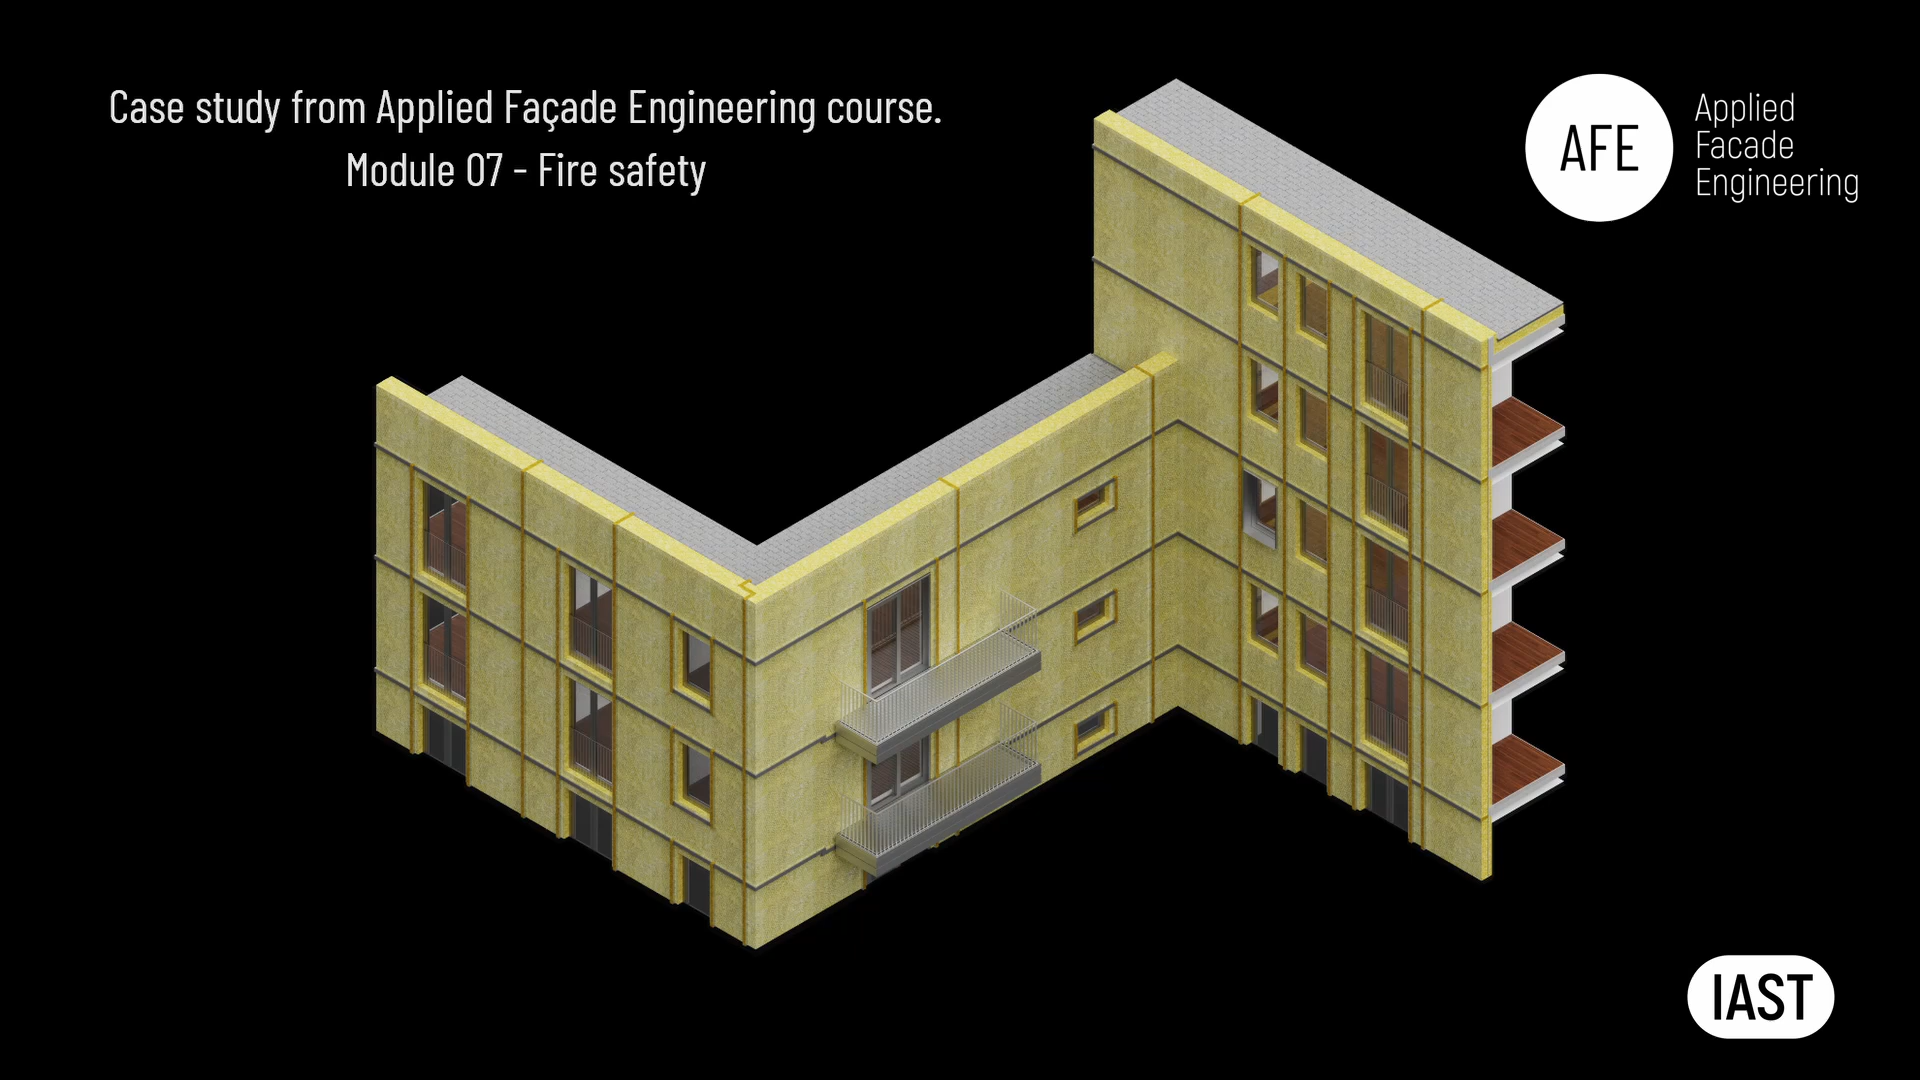 Case study from Applied Façade Engineering course.
Module 07 - Fire safety
AFE
Applied
Facade
Engineering
IAST